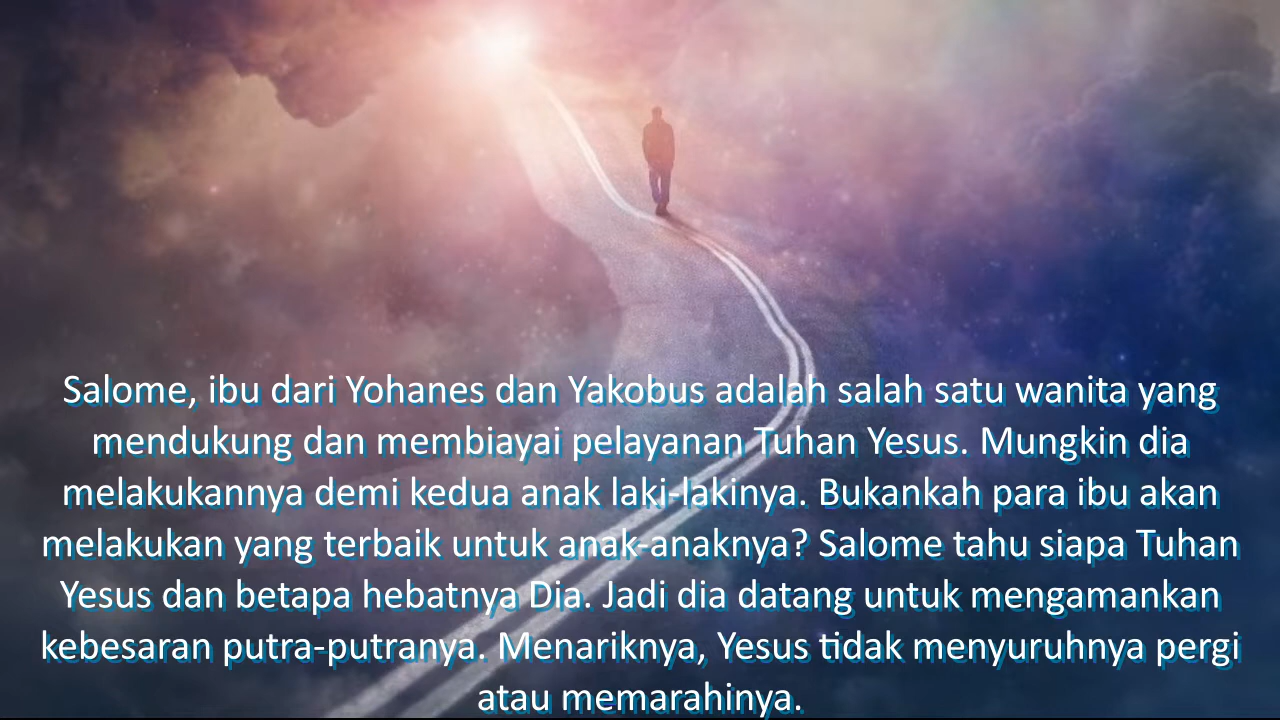 Salome, ibu dari Yohanes dan Yakobus adalah salah satu wanita yang
mendukung dan membiayai pelayanan Tuhan Yesus. Mungkin dia
melakukannya demi kedua anak laki-lakinya. Bukankah para ibu akan
melakukan yang terbaik untuk anak-anaknya? Salome tahu siapa Tuhan
Yesus dan betapa hebatnya Dia. Jadi dia datang untuk mengamankan
kebesaran putra-putranya. Menariknya, Yesus tidak menyuruhnya pergi
atau memarahinya.